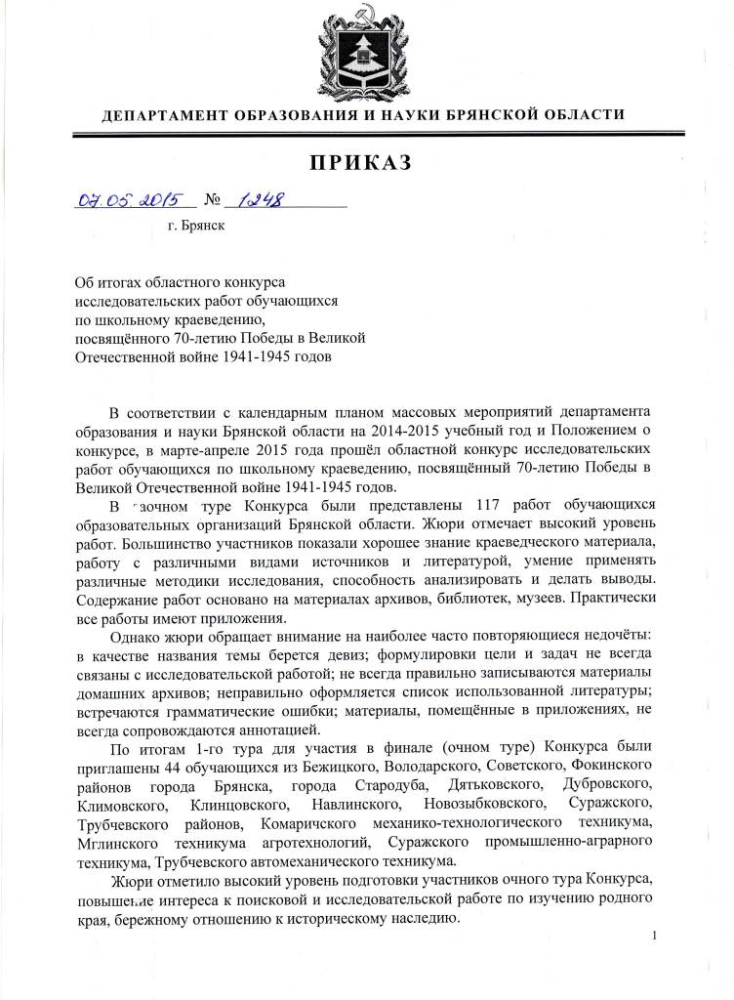 ДЕПАРТАМЕНТ ОБРАЗОВАНИЯ И НАУКИ БРЯНСКОЙ ОБЛАСТИ
ПРИКАЗ
07.05.2015 № 1248
г. Брянск
Об итогах областного конкурса
исследовательских работ обучающихся
по школьному краеведению,
посвящённого 70-летию Победы в Великой
Отечественной войне 1941-1945 годов
В соответствии с календарным планом массовых мероприятий департамента
образования и науки Брянской области на 2014-2015 учебный год и Положением о
конкурсе, в марте-апреле 2015 года прошёл областной конкурс исследовательских
работ обучающихся по школьному краеведению, посвящённый 70-летию Победы в
Великой Отечественной войне 1941-1945 годов.
В заочном туре Конкурса были представлены 117 работ обучающихся
образовательных организаций Брянской области. Жюри отмечает высокий уровень
работ. Большинство участников показали хорошее знание краеведческого материала,
работу с различными видами источников и литературой, умение применять
различные методики исследования, способность анализировать и делать выводы.
Содержание работ основано на материалах архивов, библиотек, музеев. Практически
все работы имеют приложения.
Однако жюри обращает внимание на наиболее часто повторяющиеся недочёты:
в качестве названия темы берется девиз; формулировки цели и задач не всегда
связаны с исследовательской работой; не всегда правильно записываются материалы
домашних архивов; неправильно оформляется список использованной литературы;
встречаются грамматические ошибки; материалы, помещённые в приложениях, не
всегда сопровождаются аннотацией.
По итогам 1-го тура для участия в финале (очном туре) Конкурса были
приглашены 44 обучающихся из Бежицкого, Володарского, Советского, Фокинского
районов города Брянска, города Стародуба, Дятьковского, Дубровского,
Климовского, Клинцовского, Навлинского, Новозыбковского, Суражского,
Трубчевского районов, Комаричского механико-технологического техникума,
Мглинского техникума агротехнологий, Суражского промышленно-аграрного
техникума, Трубчевского автомеханического техникума.
Жюри отметило высокий уровень подготовки участников очного тура Конкурса,
повышение интереса к поисковой и исследовательской работе по изучению родного
края, бережному отношению к историческому наследию.
1